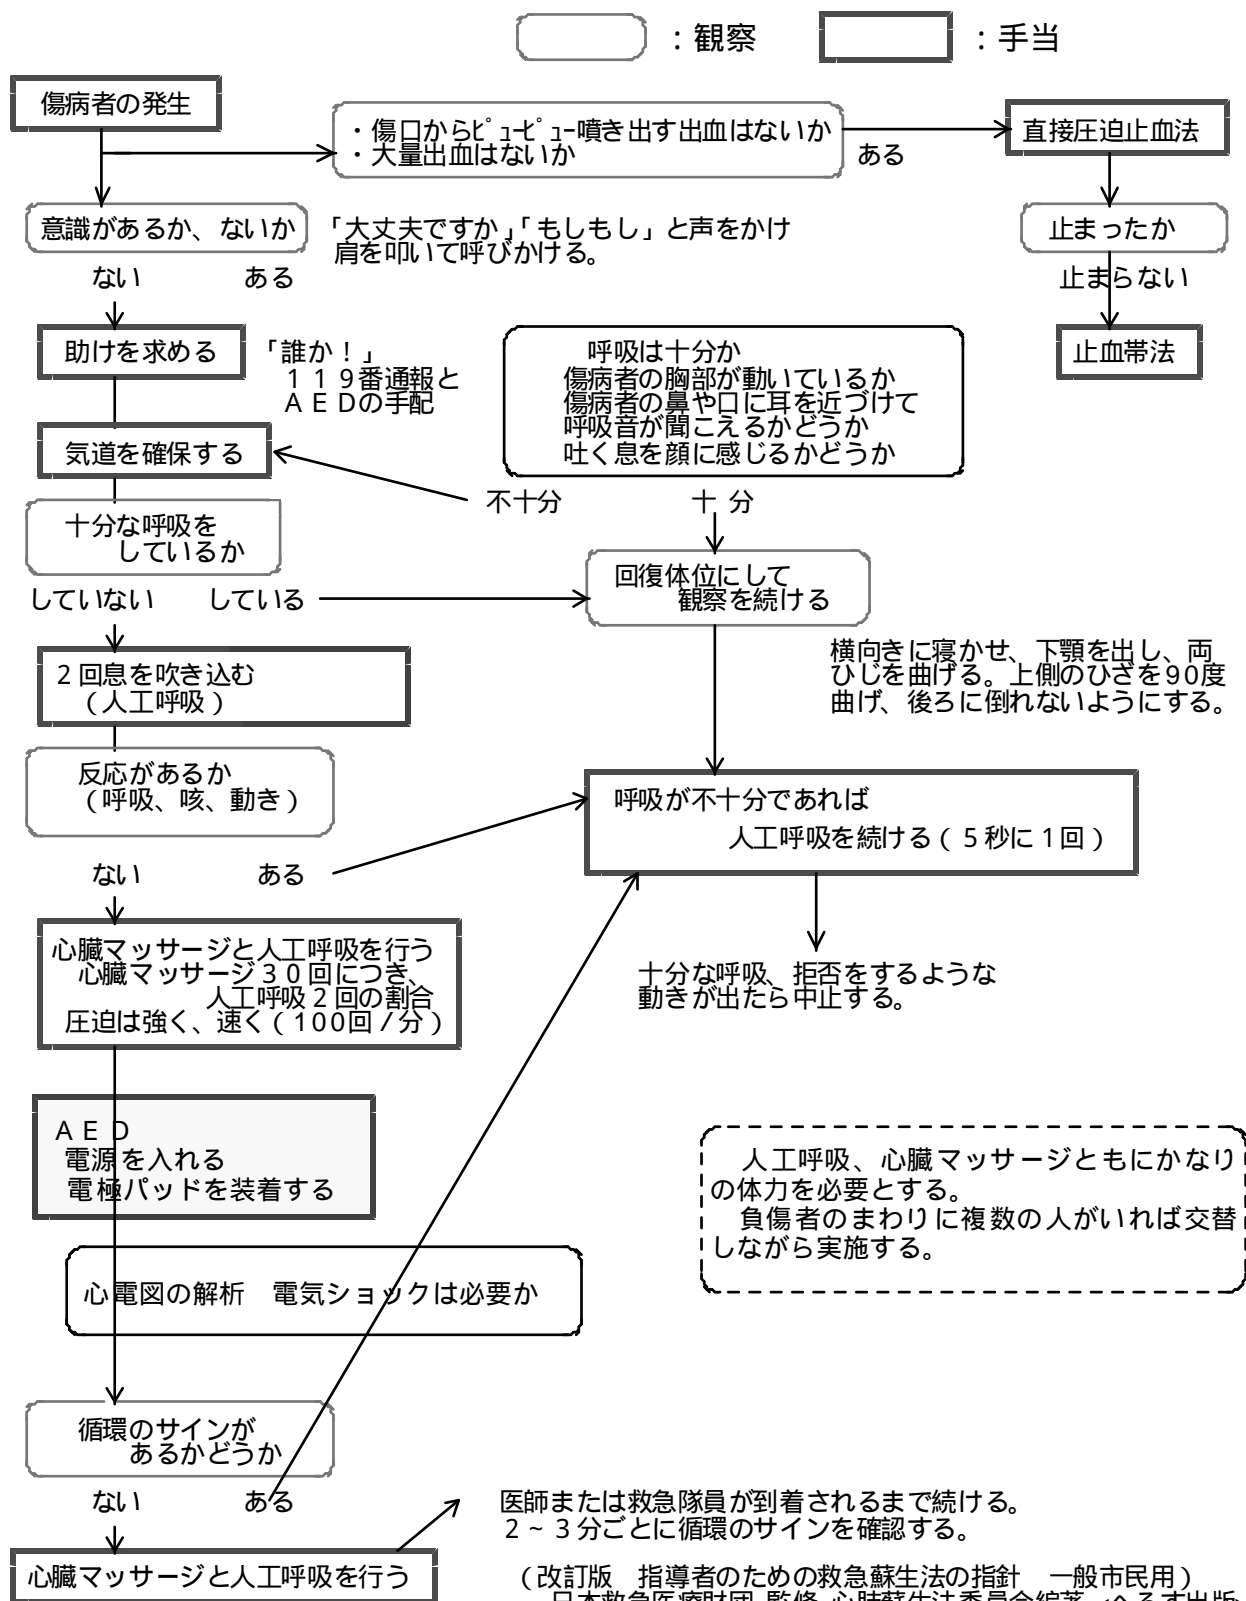 ：観察
：手当
傷病者の発生
・傷口からﾋﾟｭｰﾋﾟｭｰ噴き出す出血はないか
・大量出血はないか
ある
直接圧迫止血法
意識があるか、ないか
「大丈夫ですか」「もしもし」と声をかけ
肩を叩いて呼びかける。
止まったか
ない
ある
止まらない
助けを求める
「誰か！」
１１９番通報と
ＡＥＤの手配
呼吸は十分か
傷病者の胸部が動いているか
傷病者の鼻や口に耳を近づけて
呼吸音が聞こえるかどうか
吐く息を顔に感じるかどうか
止血帯法
気道を確保する
不十分
十 分
十分な呼吸を
しているか
回復体位にして
観察を続ける
していない
している
横向きに寝かせ、下顎を出し、両
ひじを曲げる。上側のひざを90度
曲げ、後ろに倒れないようにする。
２回息を吹き込む
（人工呼吸）
反応があるか
（呼吸、咳、動き）
呼吸が不十分であれば
人工呼吸を続ける（５秒に１回）
ない
ある
心臓マッサージと人工呼吸を行う
心臓マッサージ３０回につき、
人工呼吸２回の割合
圧迫は強く、速く（100回／分）
十分な呼吸、拒否をするような
動きが出たら中止する。
ＡＥＤ
電源を入れる
電極パッドを装着する
人工呼吸、心臓マッサージともにかなり
の体力を必要とする。
負傷者のまわりに複数の人がいれば交替
しながら実施する。
心電図の解析　電気ショックは必要か
循環のサインが
あるかどうか
ない
ある
医師または救急隊員が到着されるまで続ける。
２～３分ごとに循環のサインを確認する。
心臓マッサージと人工呼吸を行う
（改訂版　指導者のための救急蘇生法の指針　一般市民用）
日本救急医療財団 監修 心肺蘇生法委員会編著 へるす出版